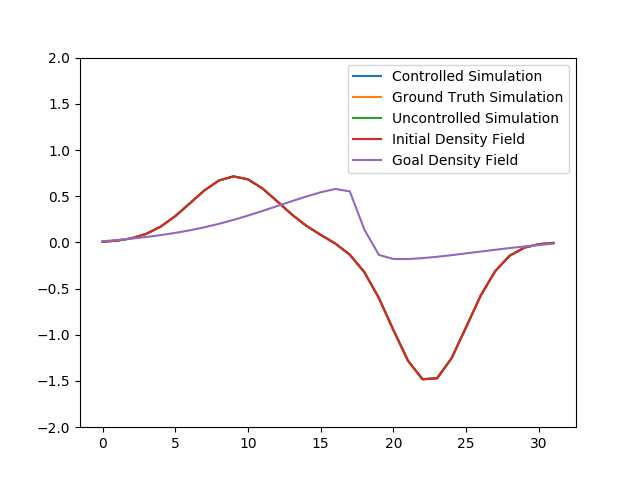 2.0
1.5
1.0
0.5
0.0
−0.5
−1.0
−1.5
−2.0
0 5 10 15 20 25 30
Controlled Simulation
Ground Truth Simulation
Uncontrolled Simulation
Initial Density Field
Goal Density Field